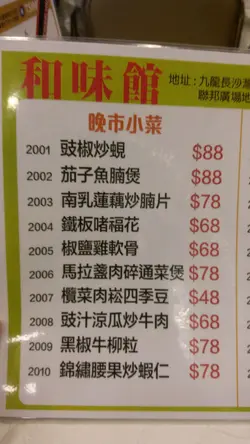 和味館
地址：九龍長沙灣
聯邦廣場地
晚市小菜
2001 豉椒炒蜆 $88
2002 茄子魚腩煲 $88
2003 南乳蓮藕炒腩片 $78
2004 鐵板啫福花 $68
2005 椒鹽雞軟骨 $68
2006 馬拉盞肉碎通菜煲 $78
2007 欖菜肉崧四季豆 $48
2008 豉汁涼瓜炒牛肉 $68
2009 黑椒牛柳粒 $78
2010 錦繡腰果炒蝦仁 $78